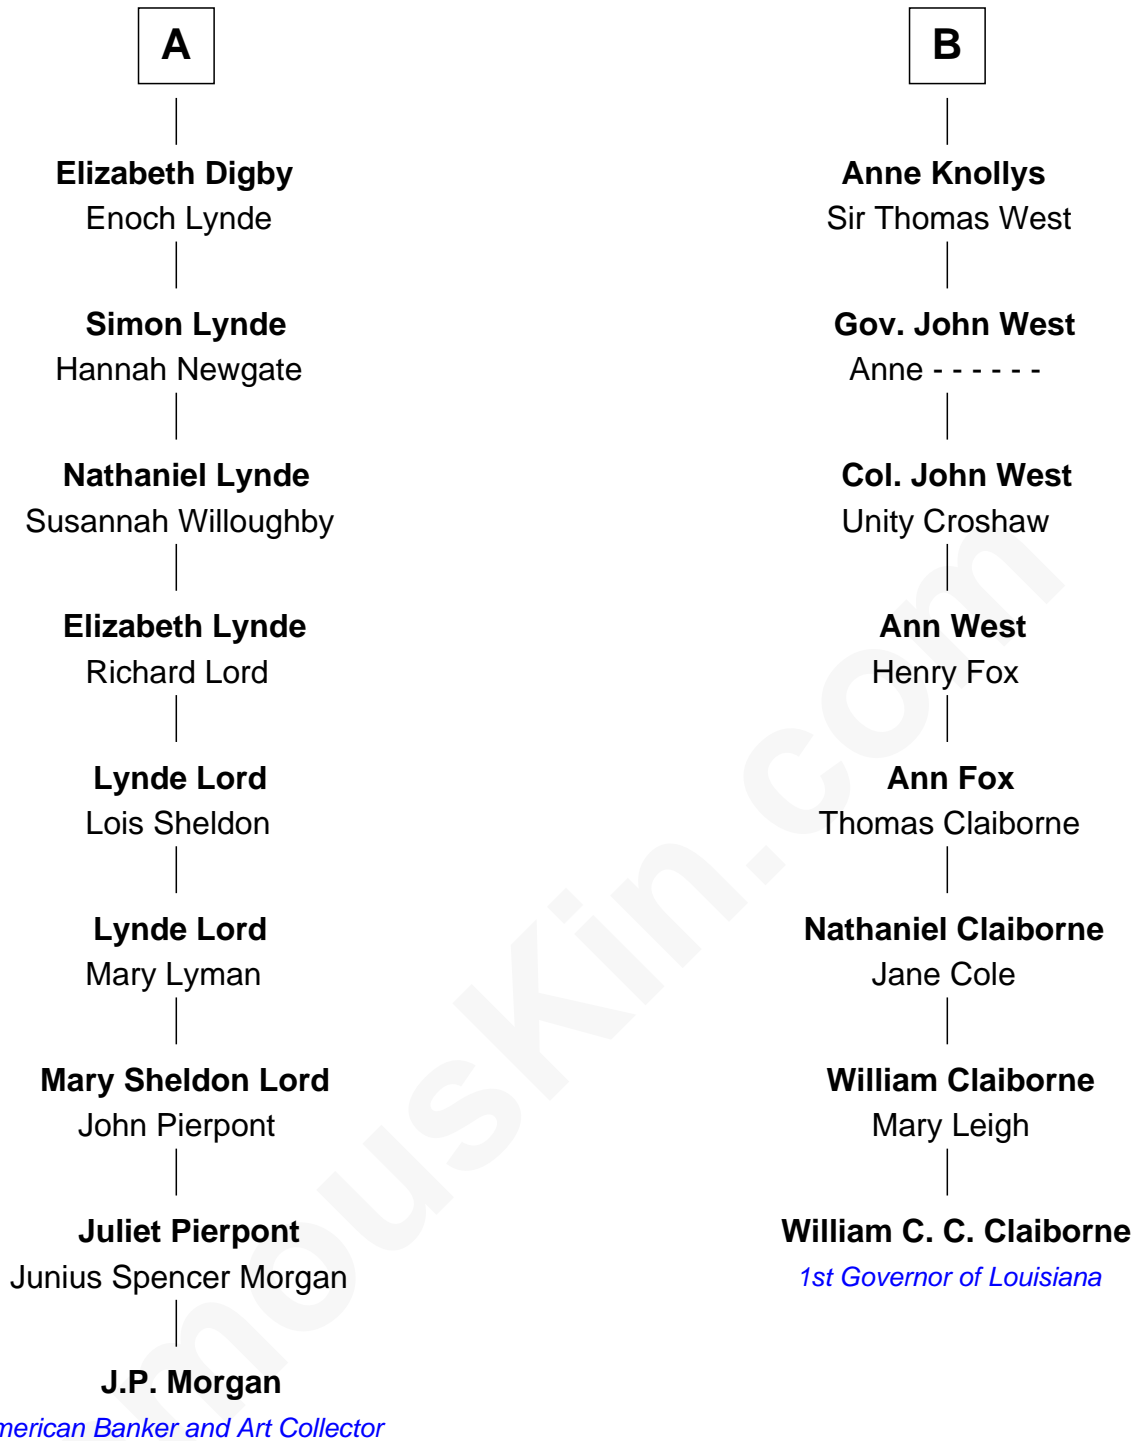 A
Elizabeth Digby
Enoch Lynde
Simon Lynde
Hannah Newgate
Nathaniel Lynde
Susannah Willoughby
Elizabeth Lynde
Richard Lord
Lynde Lord
Lois Sheldon
Lynde Lord
Mary Lyman
Mary Sheldon Lord
John Pierpont
Juliet Pierpont
Junius Spencer Morgan
J.P. Morgan
merican Banker and Art Collector
B
Anne Knollys
Sir Thomas West
Gov. John West
Anne - - - - - -
Col. John West
Unity Croshaw
Ann West
Henry Fox
Ann Fox
Thomas Claiborne
Nathaniel Claiborne
Jane Cole
William Claiborne
Mary Leigh
William C. C. Claiborne
1st Governor of Louisiana
mouskin.com